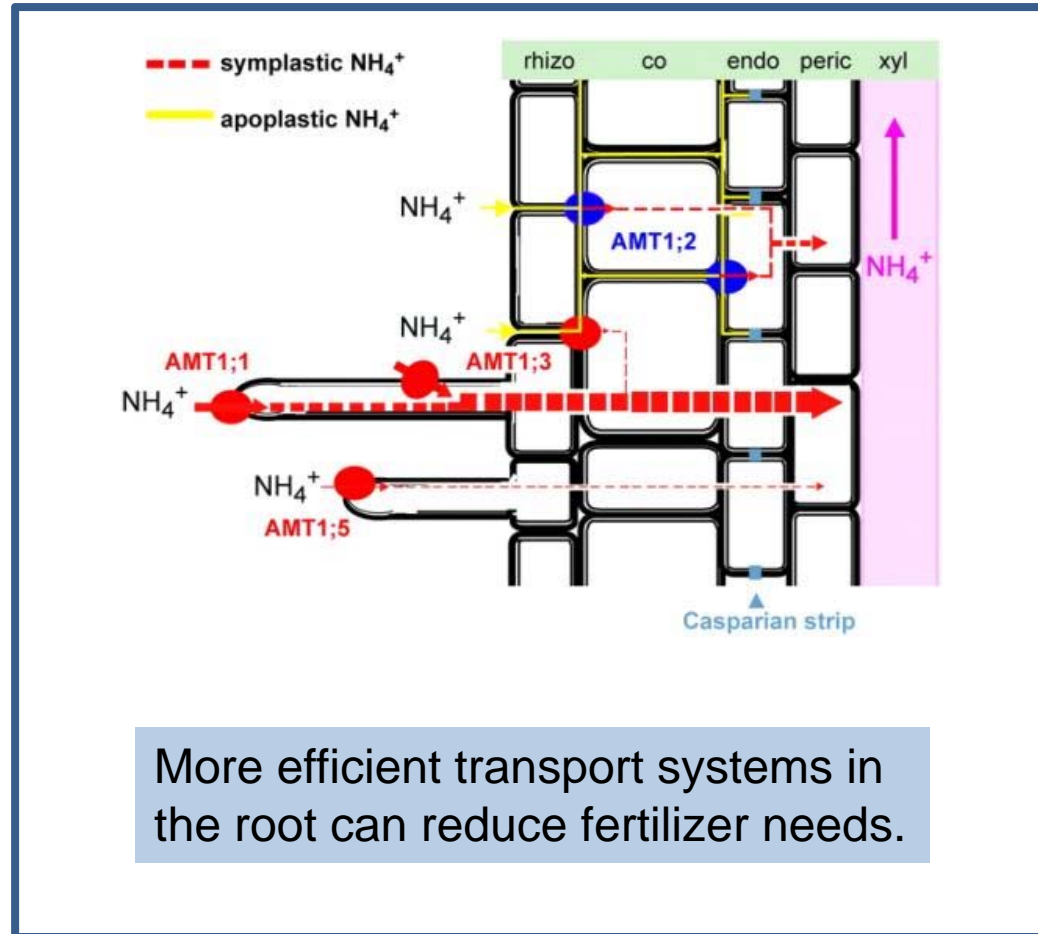 symplastic NH₄⁺
apoplastic NH₄⁺
rhizo co endo peric xyl
NH₄⁺
AMT1;2
NH₄⁺
NH₄⁺
AMT1;1
AMT1;3
NH₄⁺
NH₄⁺
AMT1;5
Casparian strip
More efficient transport systems in
the root can reduce fertilizer needs.